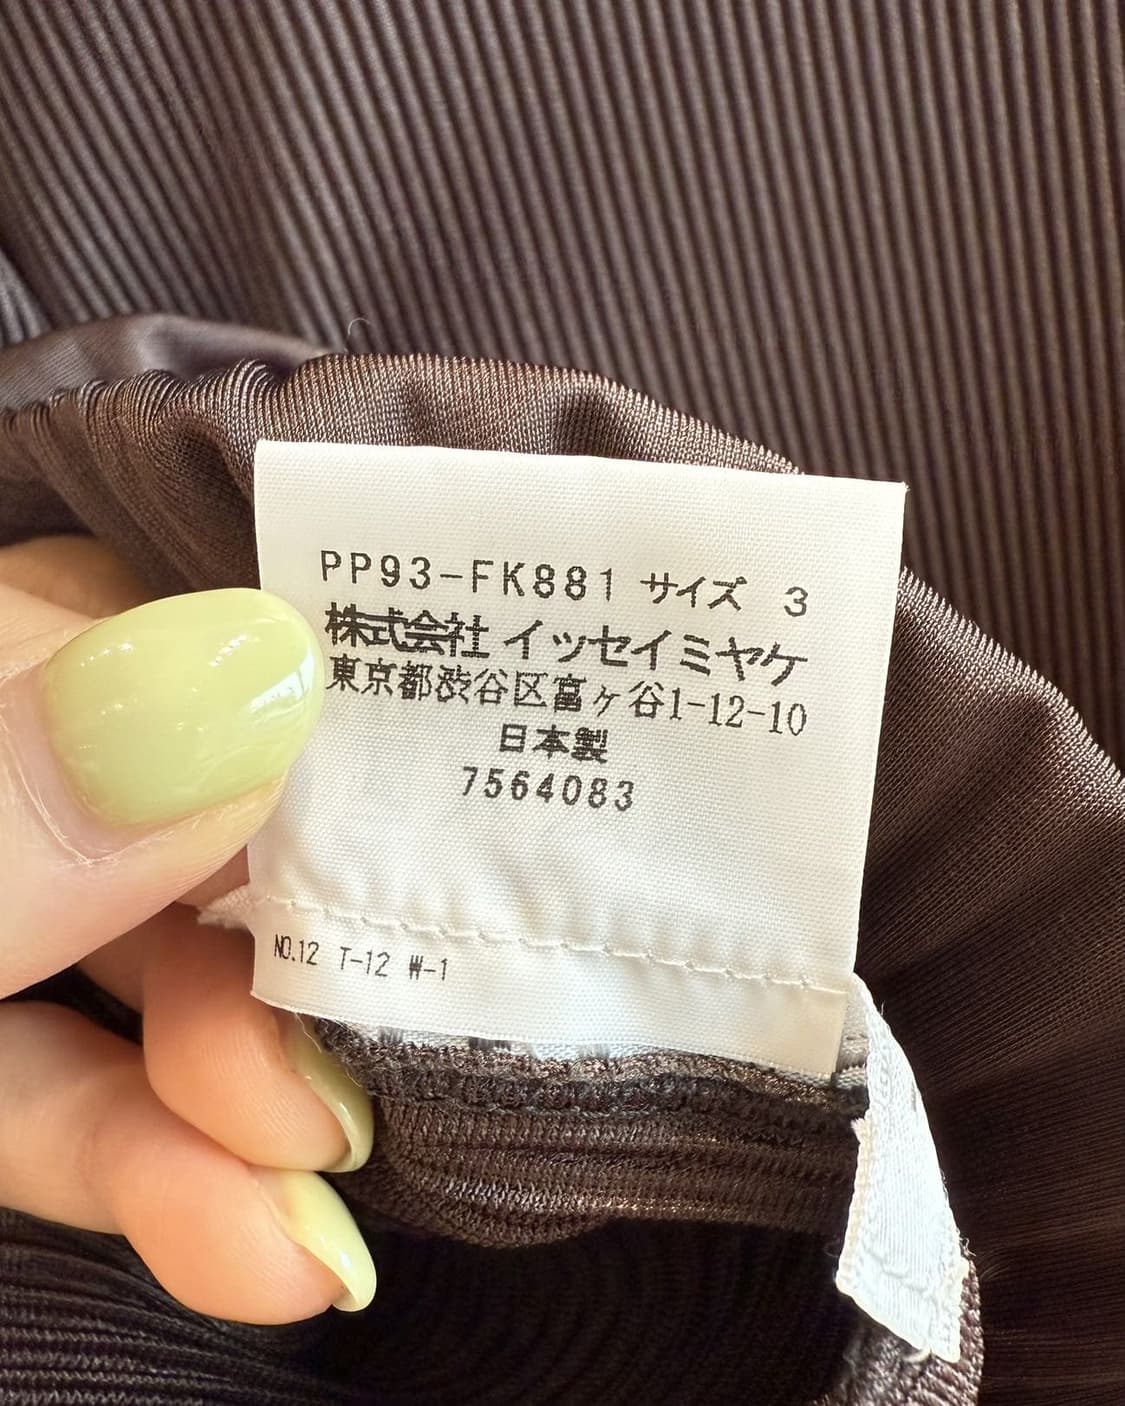 PP93-FK881 サイズ 3
株式会社 イッセイミヤケ
東京都渋谷区富ヶ谷1-12-10
日本製
7564083
NO.12 T-12 W-1